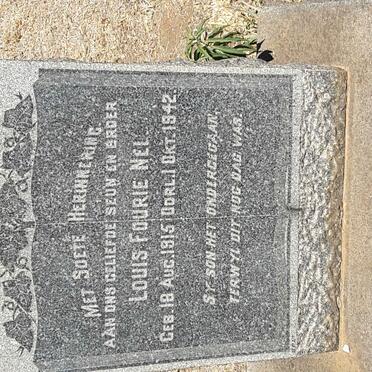 MET SOETE HERINNERING
AAN ONS GELIEFDE SEUN EN BROER
LOUIS FOURIE NEL
GEB. 18 AUG. 1915 OORL. 1 OKT. 1942.
SY SON HET ONDERGEGAAN,
TERWYL DIT NOG DAG WAS.